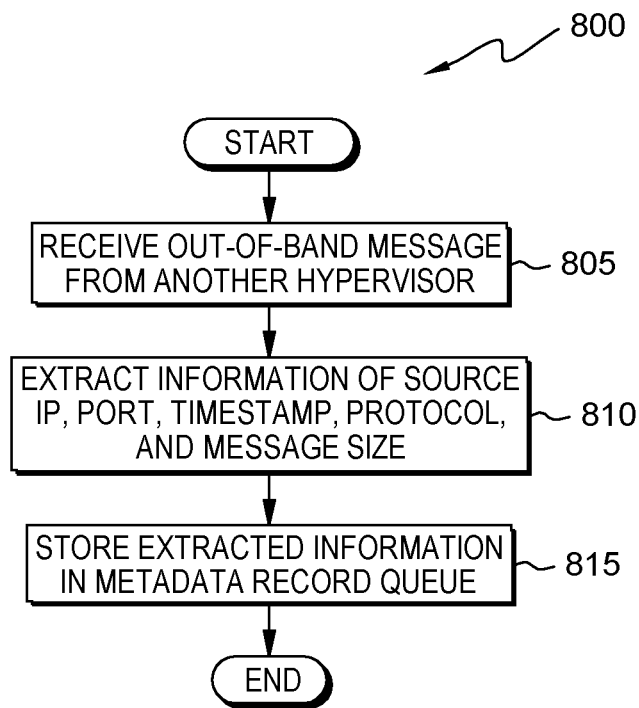 800
START
RECEIVE OUT-OF-BAND MESSAGE
FROM ANOTHER HYPERVISOR
805
EXTRACT INFORMATION OF SOURCE
IP, PORT, TIMESTAMP, PROTOCOL,
AND MESSAGE SIZE
810
STORE EXTRACTED INFORMATION
IN METADATA RECORD QUEUE
815
END